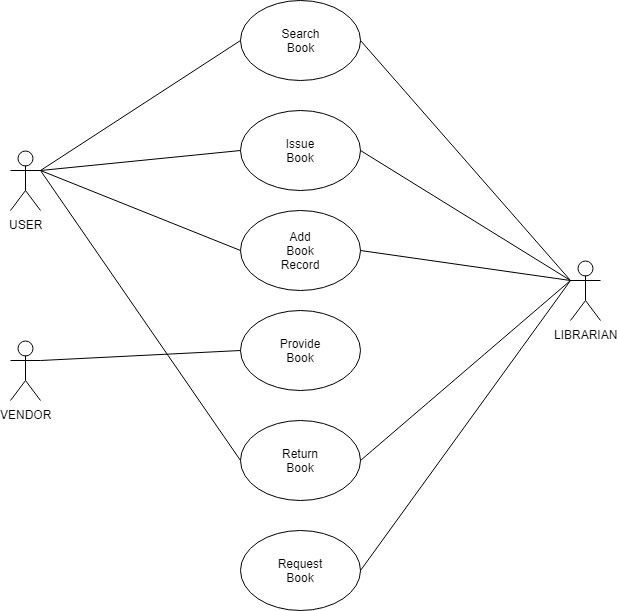 Search
Book
Issue
Book
USER
Add
Book
Record
LIBRARIAN
Provide
Book
VENDOR
Return
Book
Request
Book